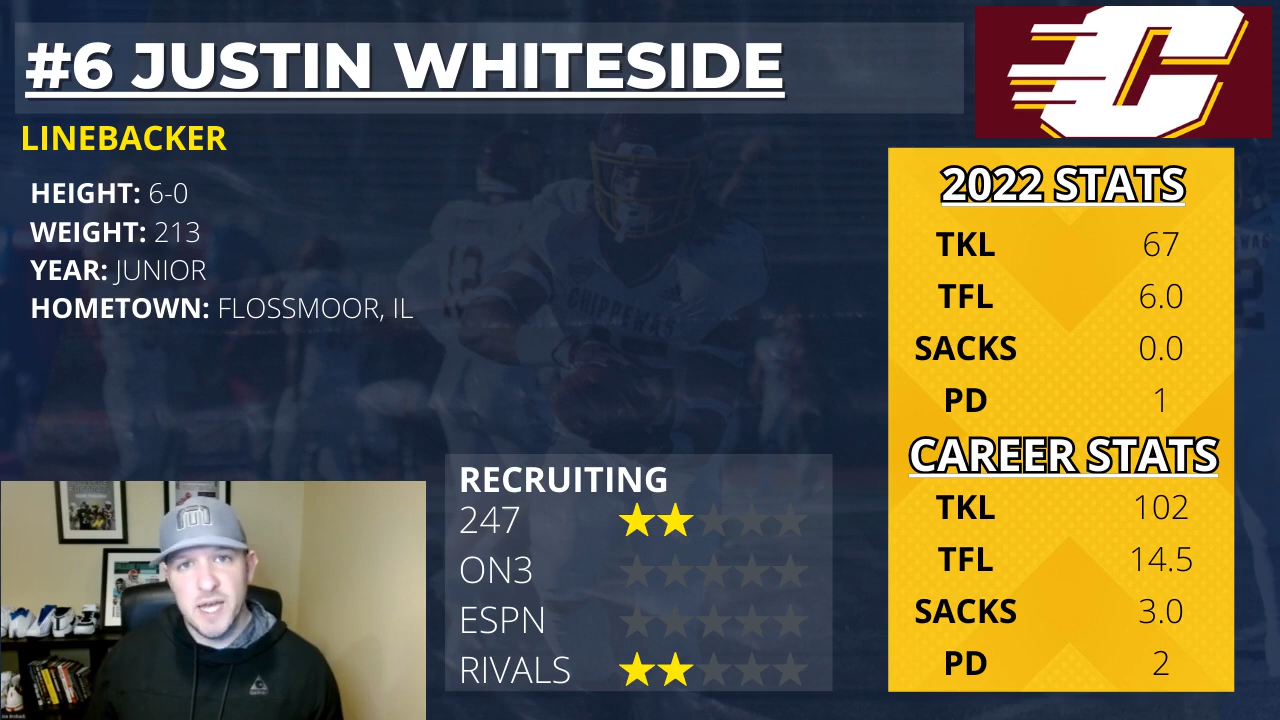 #6 JUSTIN WHITESIDE
LINEBACKER
HEIGHT: 6-0
WEIGHT: 213
YEAR: JUNIOR
HOMETOWN: FLOSSMOOR, IL
C
2022 STATS
TKL 67
TFL 6.0
SACKS 0.0
PD 1
CAREER STATS
TKL 102
TFL 14.5
SACKS 3.0
PD 2
RECRUITING
247
ON3
ESPN
RIVALS
CHIPPEWAS